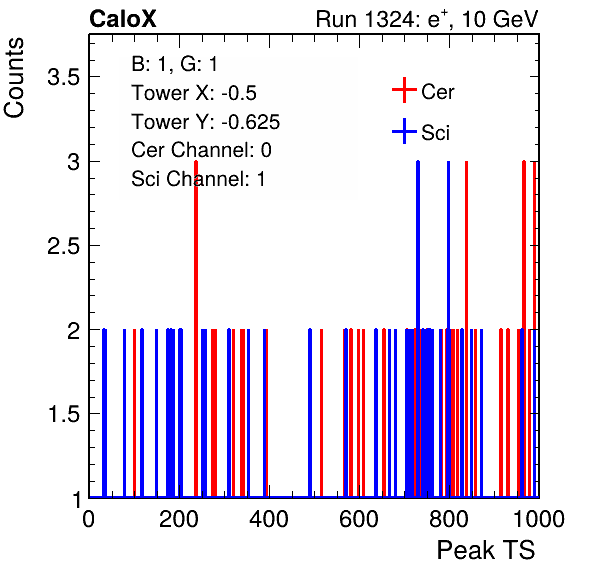 CaloX Run 1324: e+, 10 GeV
Counts
3.5
3
2.5
2
1.5
1
B: 1, G: 1
Tower X: -0.5
Tower Y: -0.625
Cer Channel: 0
Sci Channel: 1
Cer
Sci
0 200 400 600 800 1000
Peak TS